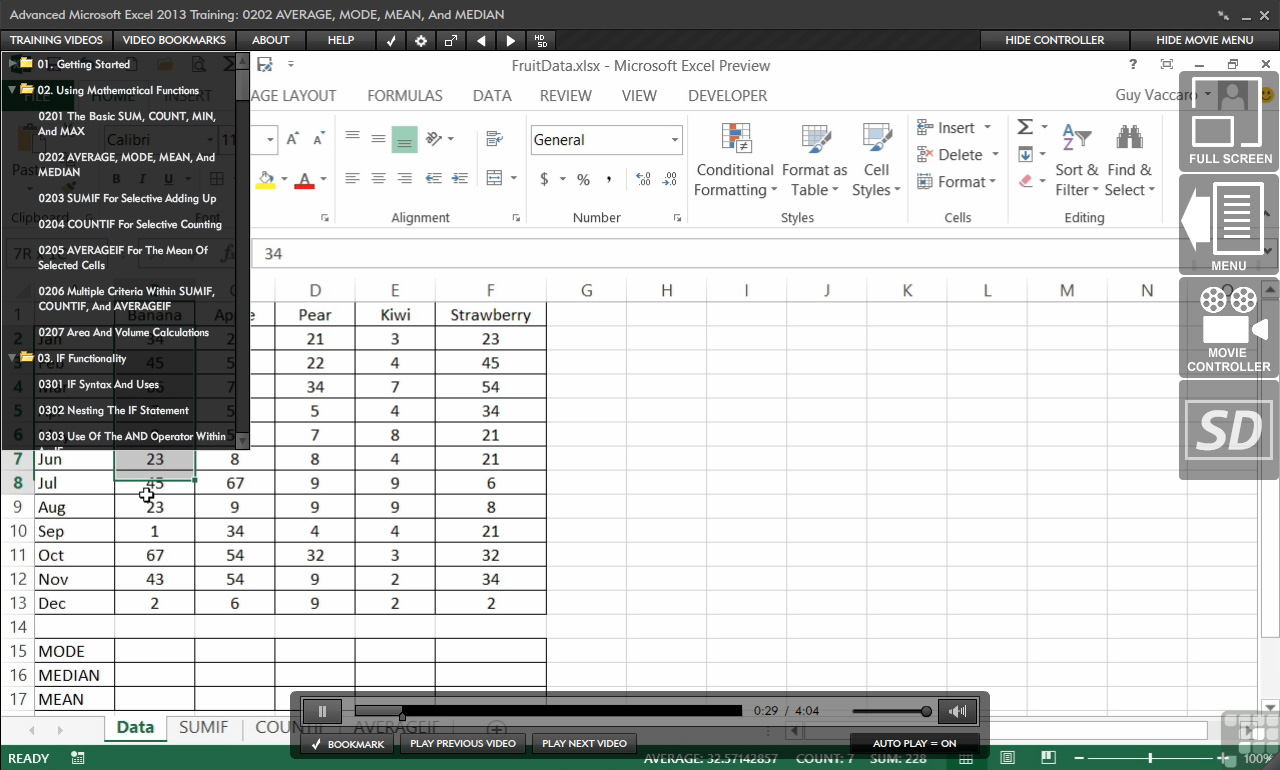 Advanced Microsoft Excel 2013 Training: 0202 AVERAGE, MODE, MEAN, And MEDIAN
TRAINING VIDEOS VIDEO BOOKMARKS ABOUT HELP HD SD HIDE CONTROLLER HIDE MOVIE MENU
01. Getting Started
02. Using Mathematical Functions
0201 The Basic SUM, COUNT, MIN,
And MAX
0202 AVERAGE, MODE, MEAN, And
MEDIAN
0203 SUMIF For Selective Adding Up
0204 COUNTIF For Selective Counting
0205 AVERAGEIF For The Mean Of
Selected Cells
0206 Multiple Criteria Within SUMIF,
COUNTIF, And AVERAGEIF
0207 Area And Volume Calculations
03. IF Functionality
0301 IF Syntax And Uses
0302 Nesting The IF Statement
0303 Use Of The AND Operator Within
FruitData.xlsx - Microsoft Excel Preview
FILE HOME INSERT AGE LAYOUT FORMULAS DATA REVIEW VIEW DEVELOPER Guy Vaccaro
Calibri 11 General
Paste B I U $ % ,
Conditional Formatting
Format as Table
Cell Styles
Insert
Delete
Format
Sort & Filter
Find & Select
Clipboard Font Alignment Number Styles Cells Editing
FULL SCREEN
MENU
MOVIE
CONTROLLER
SD
7R x 1C fx 34
D E F G H I J K L M N O
1 Banana Apple Pear Kiwi Strawberry
2 Jan 34 21 3 23
3 Feb 45 22 4 45
4 Mar 34 7 54
5 5 4 34
6 7 8 21
7 Jun 23 8 8 4 21
8 Jul 45 67 9 9 6
9 Aug 23 9 9 9 8
10 Sep 1 34 4 4 21
11 Oct 67 54 32 3 32
12 Nov 43 54 9 2 34
13 Dec 2 6 9 2 2
14
15 MODE
16 MEDIAN
17 MEAN
0:29 / 4:04
Data SUMIF COUNTIF AVERAGEIF
BOOKMARK PLAY PREVIOUS VIDEO PLAY NEXT VIDEO AUTO PLAY = ON
READY AVERAGE: 32.57142857 COUNT: 7 SUM: 228 100%